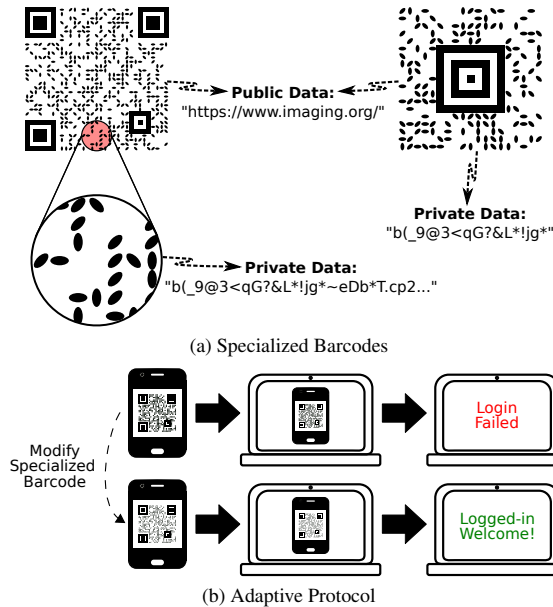 Public Data:
"https://www.imaging.org/"
Private Data:
"b(_9@3<qG?&L*!jg*"
Private Data:
"b(_9@3<qG?&L*!jg*~eDb*T.cp2..."
(a) Specialized Barcodes
Modify
Specialized
Barcode
Login
Failed
Logged-in
Welcome!
(b) Adaptive Protocol